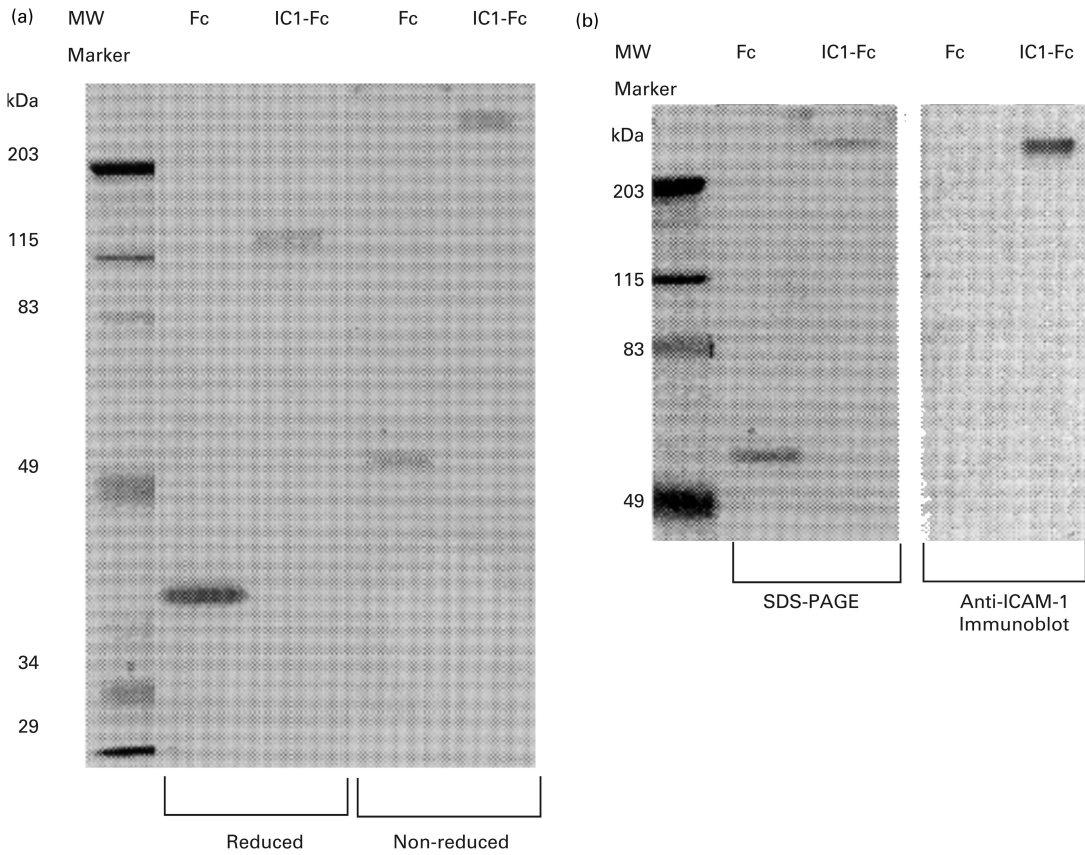 (a)
MW Fc IC1-Fc Fc IC1-Fc
Marker
kDa
203
115
83
49
34
29
Reduced Non-reduced
(b)
MW Fc IC1-Fc Fc IC1-Fc
Marker
kDa
203
115
83
49
SDS-PAGE Anti-ICAM-1
Immunoblot